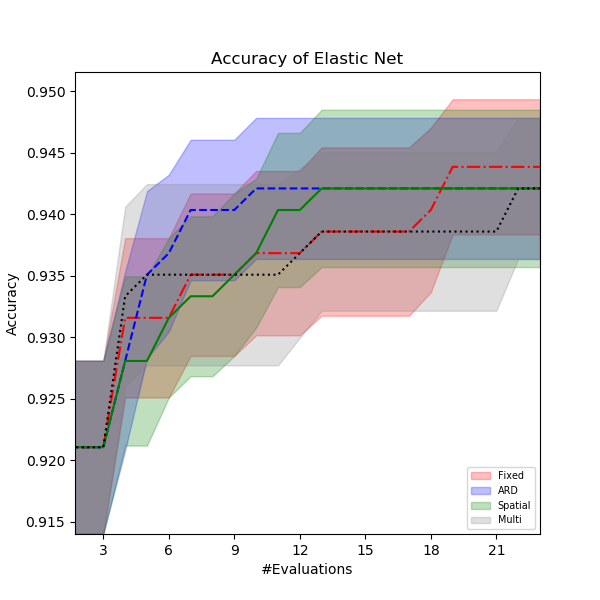 Accuracy of Elastic Net
0.950
0.945
0.940
0.935
0.930
0.925
0.920
0.915
Accuracy
3 6 9 12 15 18 21
#Evaluations
Fixed
ARD
Spatial
Multi